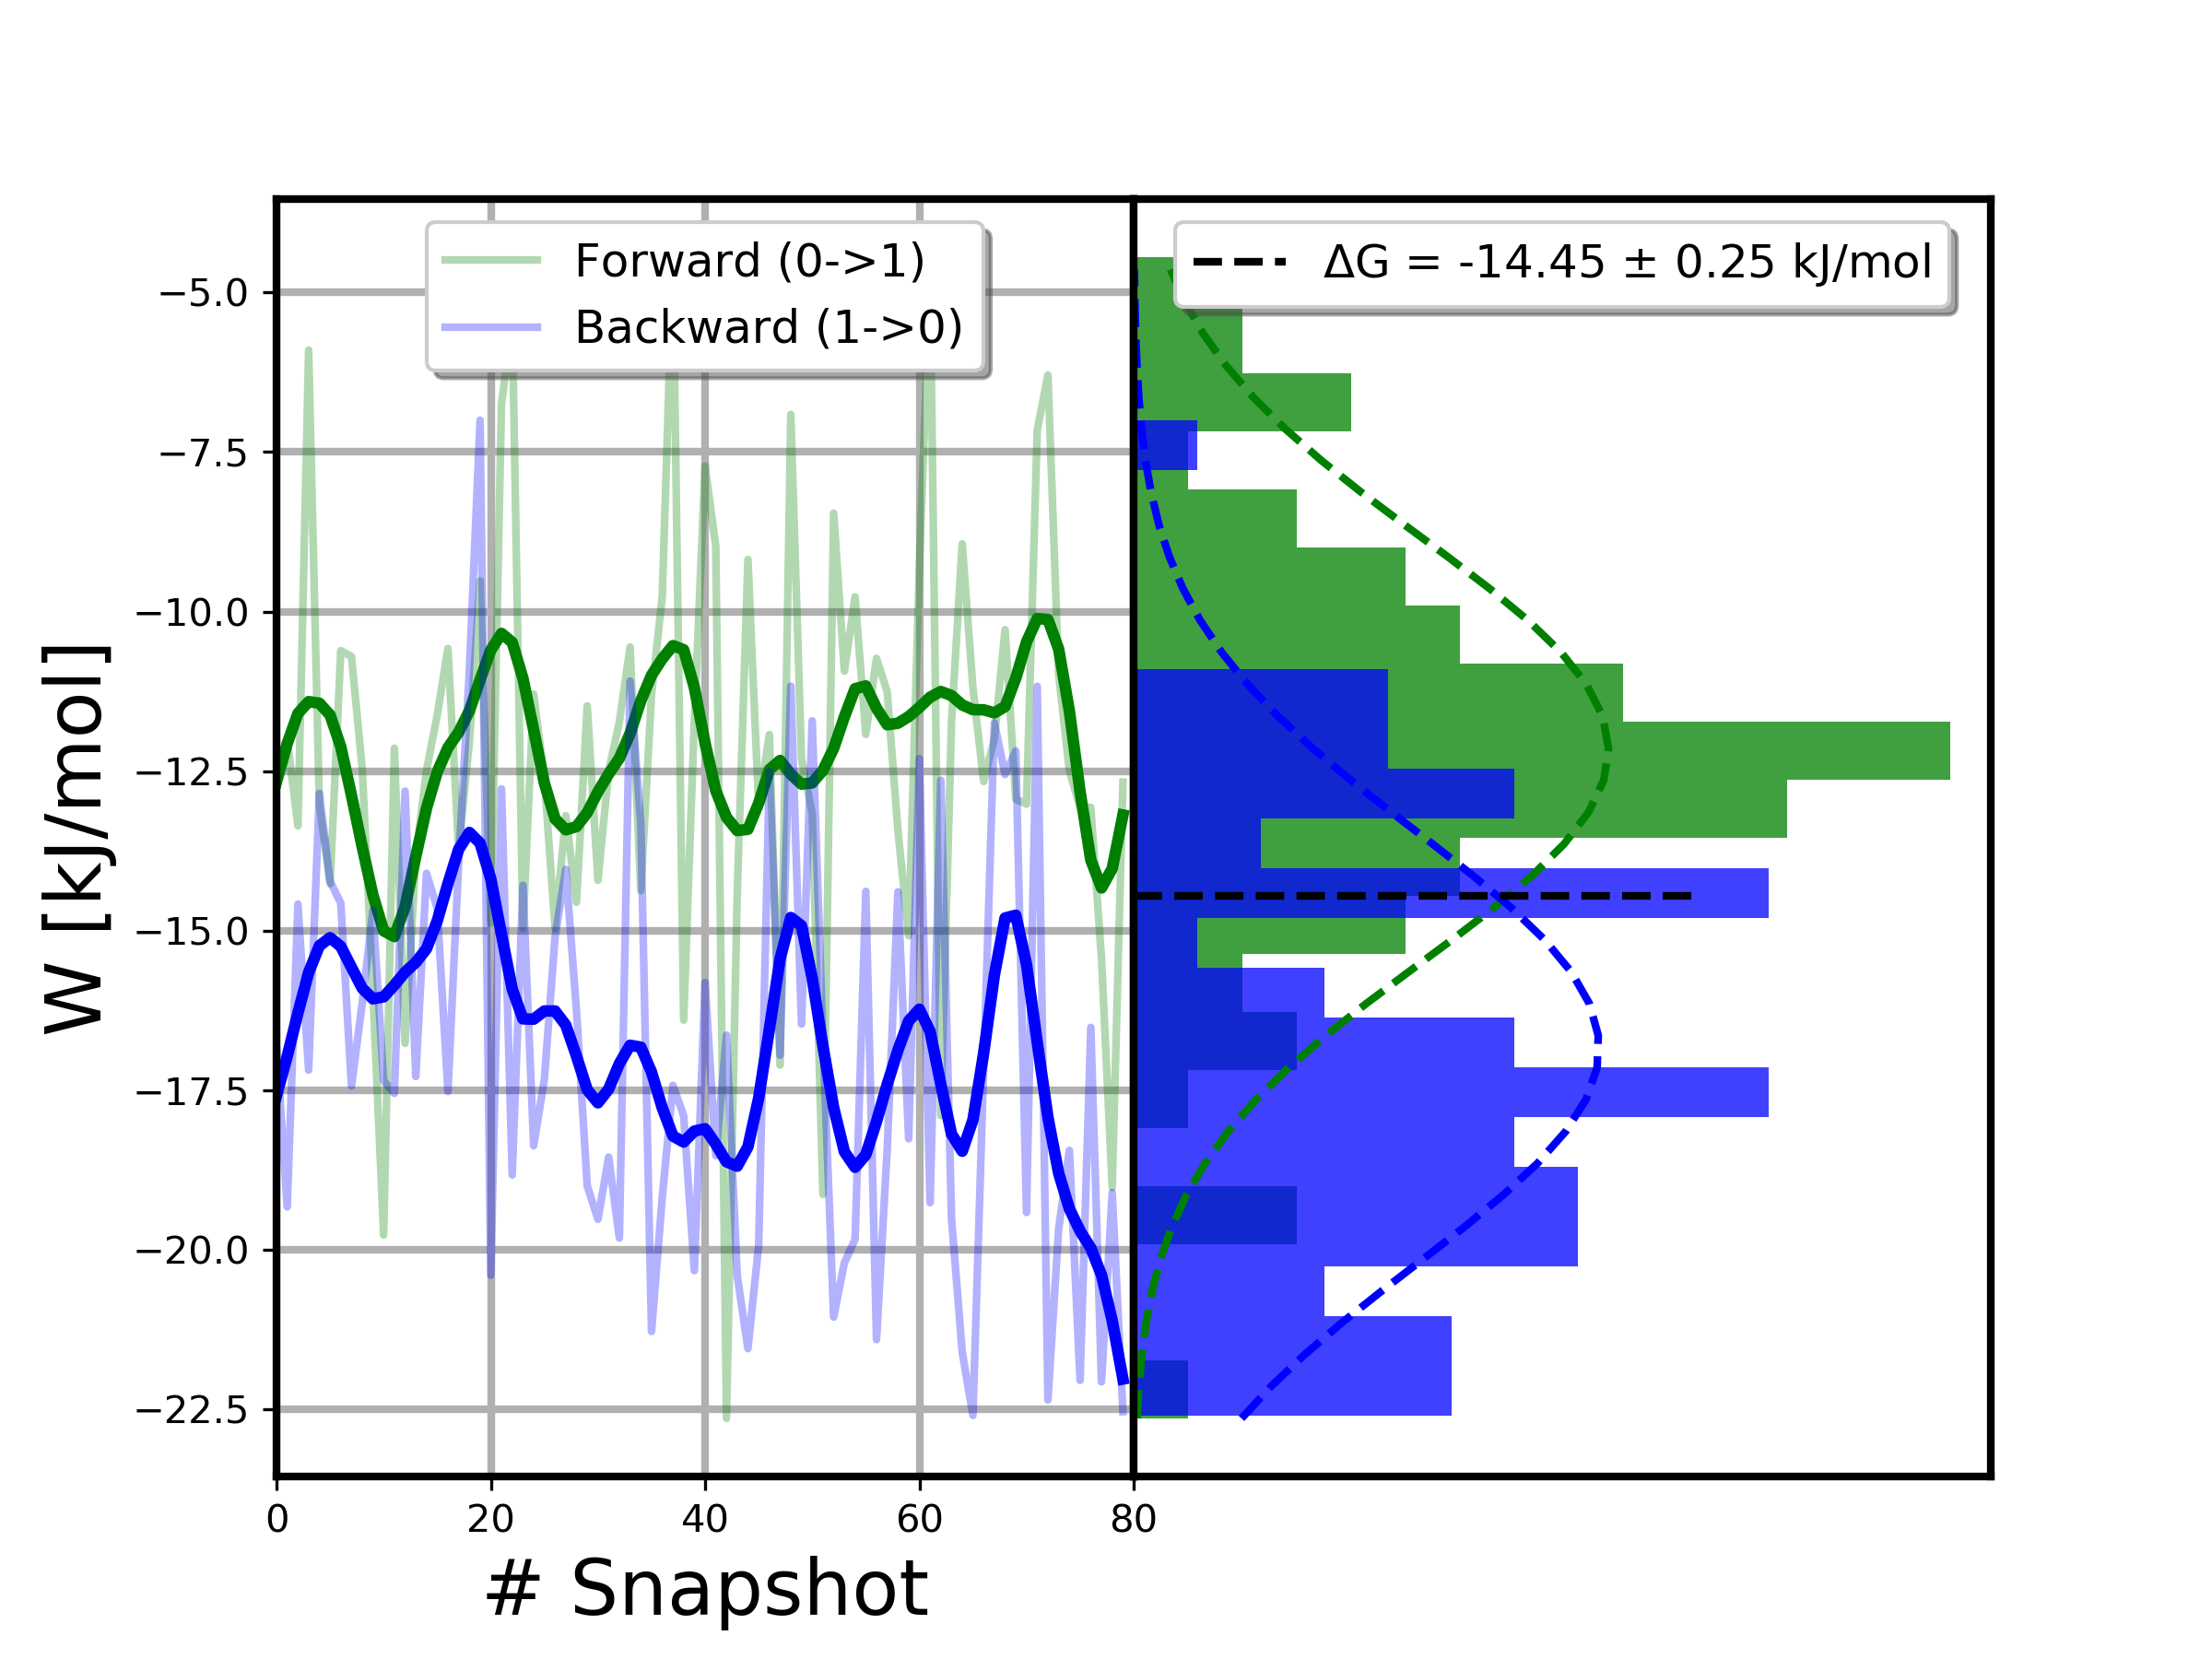 Forward (0->1)
Backward (1->0)
ΔG = -14.45 ± 0.25 kJ/mol
W [kJ/mol]
−5.0
−7.5
−10.0
−12.5
−15.0
−17.5
−20.0
−22.5
0 20 40 60 80
# Snapshot